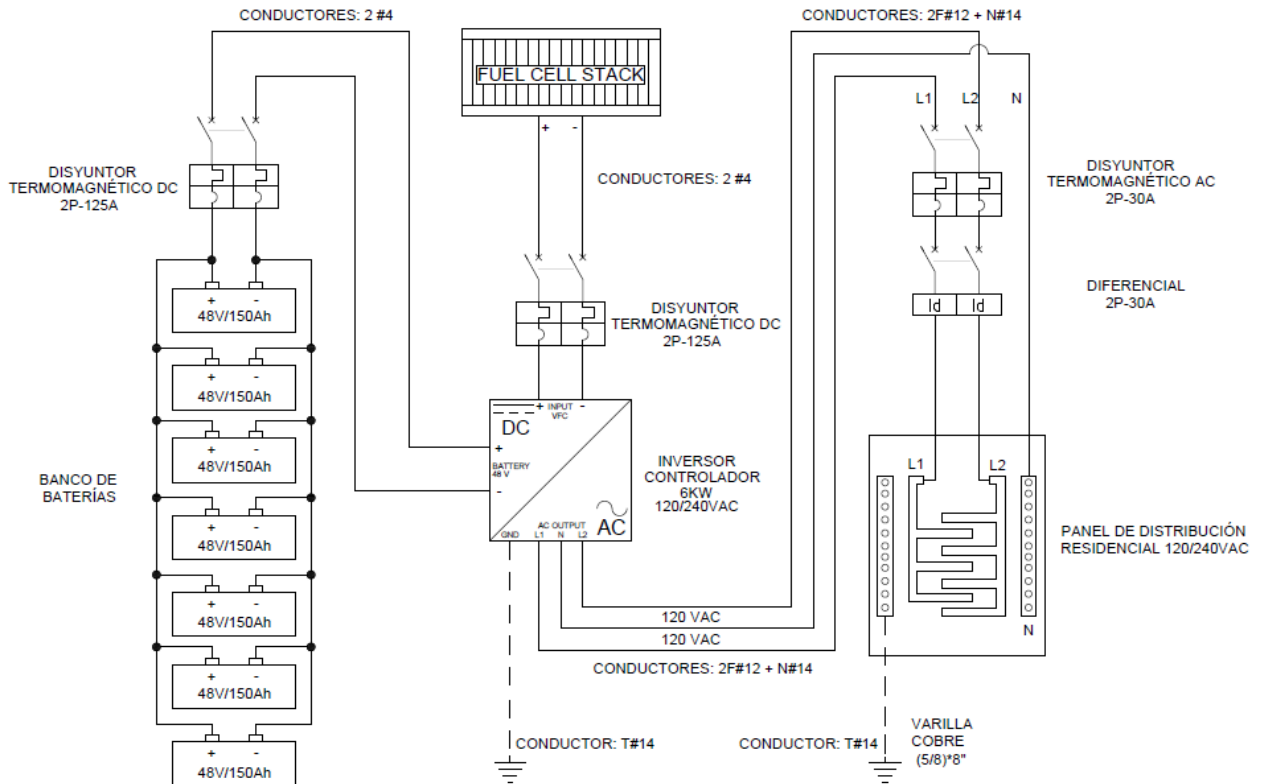 CONDUCTORES: 2 #4
CONDUCTORES: 2F#12 + N#14
FUEL CELL STACK
+ -
L1 L2 N
DISYUNTOR
TERMOMAGNÉTICO DC
2P-125A
CONDUCTORES: 2 #4
DISYUNTOR
TERMOMAGNÉTICO AC
2P-30A
DIFERENCIAL
2P-30A
Id Id
DISYUNTOR
TERMOMAGNÉTICO DC
2P-125A
+ -
48V/150Ah
+ -
48V/150Ah
+ -
48V/150Ah
+ -
48V/150Ah
+ -
48V/150Ah
+ -
48V/150Ah
+ -
48V/150Ah
BANCO DE
BATERÍAS
+ INPUT -
VFC
DC
+
BATTERY
48 V
-
AC OUTPUT
AC
GND L1 N L2
INVERSOR
CONTROLADOR
6KW
120/240VAC
L1 L2
N
PANEL DE DISTRIBUCIÓN
RESIDENCIAL 120/240VAC
120 VAC
120 VAC
CONDUCTORES: 2F#12 + N#14
CONDUCTOR: T#14
CONDUCTOR: T#14
VARILLA
COBRE
(5/8)*8"